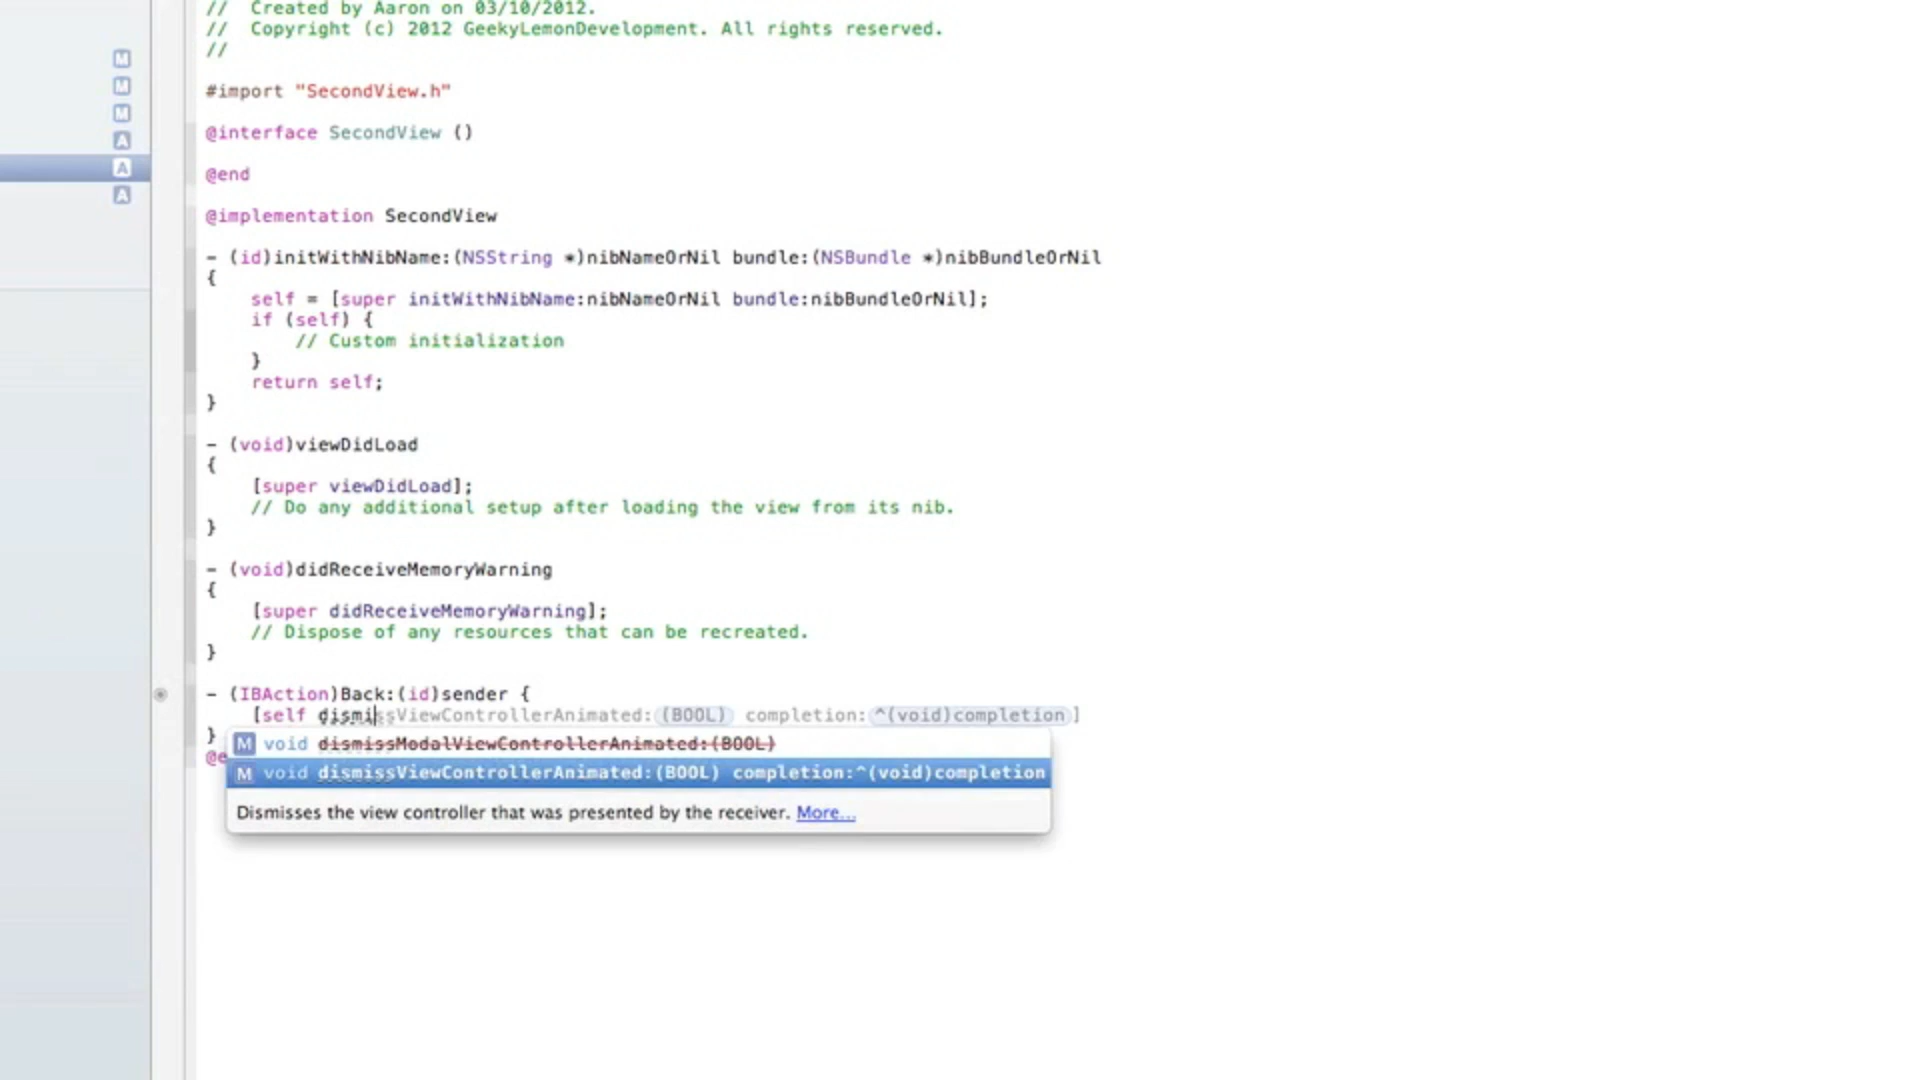 // Created by Aaron on 03/10/2012.
// Copyright (c) 2012 GeekyLemonDevelopment. All rights reserved.
//
M
M
M
A
A
A
#import "SecondView.h"
@interface SecondView ()
@end
@implementation SecondView
- (id)initWithNibName:(NSString *)nibNameOrNil bundle:(NSBundle *)nibBundleOrNil
{
self = [super initWithNibName:nibNameOrNil bundle:nibBundleOrNil];
if (self) {
// Custom initialization
}
return self;
}
- (void)viewDidLoad
{
[super viewDidLoad];
// Do any additional setup after loading the view from its nib.
}
- (void)didReceiveMemoryWarning
{
[super didReceiveMemoryWarning];
// Dispose of any resources that can be recreated.
}
- (IBAction)Back:(id)sender {
[self dismissViewControllerAnimated:(BOOL) completion:^(void)completion]
}
@e
M void dismissModalViewControllerAnimated:(BOOL)
M void dismissViewControllerAnimated:(BOOL) completion:^(void)completion
Dismisses the view controller that was presented by the receiver. More...